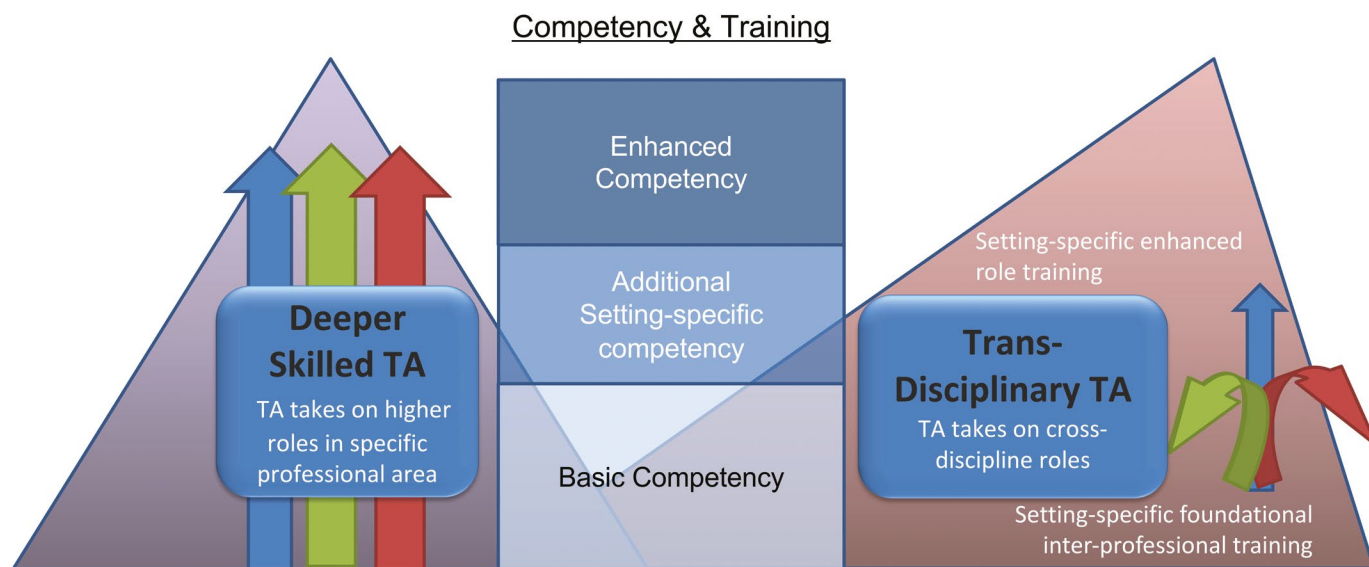 Competency & Training
Deeper
Skilled TA
TA takes on higher
roles in specific
professional area
Enhanced
Competency
Additional
Setting-specific
competency
Basic Competency
Setting-specific enhanced
role training
Trans-
Disciplinary TA
TA takes on cross-
discipline roles
Setting-specific foundational
inter-professional training